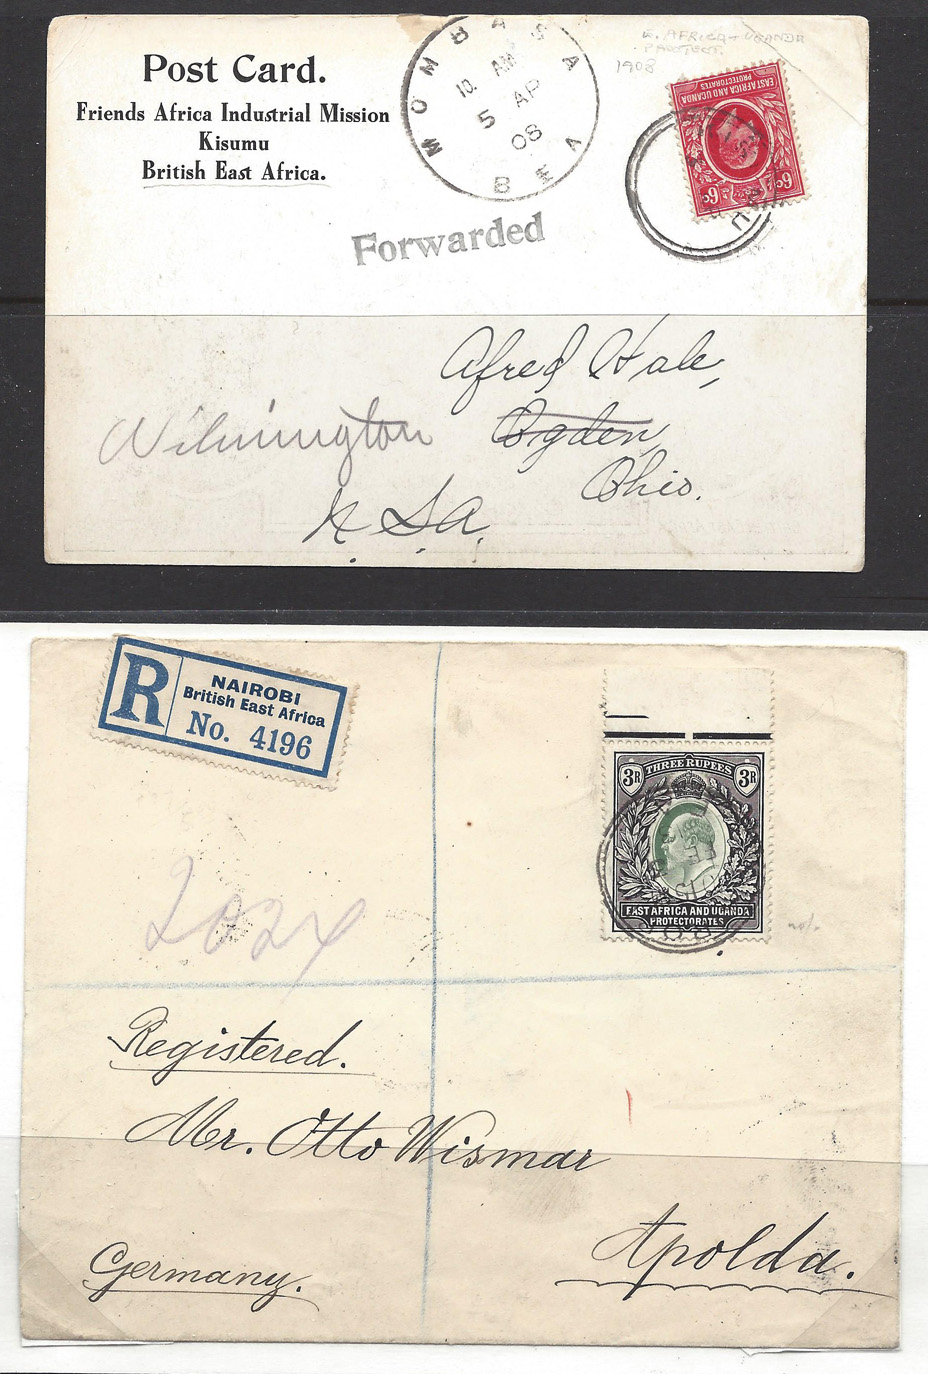 Post Card.
Friends Africa Industrial Mission
Kisumu
British East Africa.
MOMBASA
10. AM
5 AP
08
B E A
E. AFRICA + UGANDA
PROTECT.
1908
EAST AFRICA AND UGANDA
PROTECTORATES
6c 6c
Forwarded
Alfred Hale,
Wilmington Ogden,
Ohio.
U.S.A.
R
NAIROBI
British East Africa
No. 4196
3R THREE RUPEES 3R
EAST AFRICA AND UGANDA
PROTECTORATES
Registered.
Mr. Otto Wismar
Apolda.
Germany.